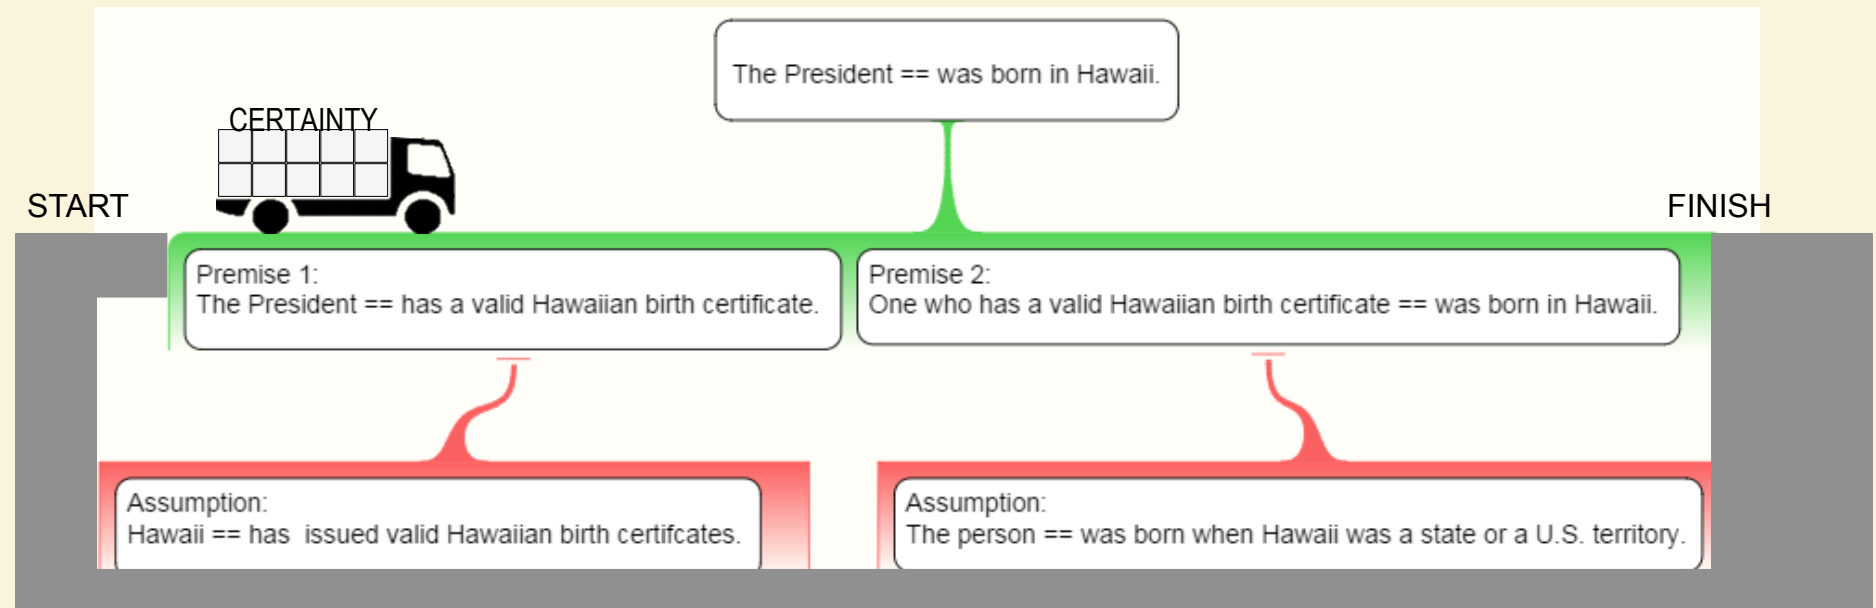 The President == was born in Hawaii.
CERTAINTY
START
FINISH
Premise 1:
The President == has a valid Hawaiian birth certificate.
Premise 2:
One who has a valid Hawaiian birth certificate == was born in Hawaii.
Assumption:
Hawaii == has  issued valid Hawaiian birth certifcates.
Assumption:
The person == was born when Hawaii was a state or a U.S. territory.